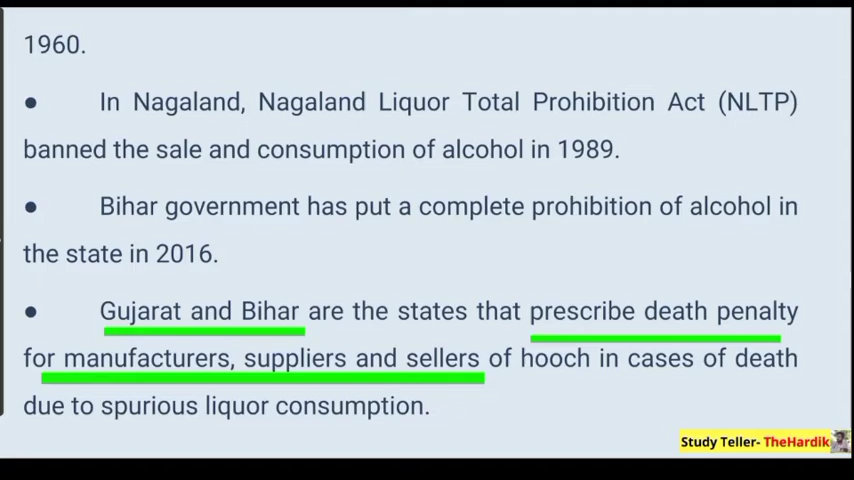 1960.
● In Nagaland, Nagaland Liquor Total Prohibition Act (NLTP)
banned the sale and consumption of alcohol in 1989.
● Bihar government has put a complete prohibition of alcohol in
the state in 2016.
● Gujarat and Bihar are the states that prescribe death penalty
for manufacturers, suppliers and sellers of hooch in cases of death
due to spurious liquor consumption.
Study Teller- TheHardik